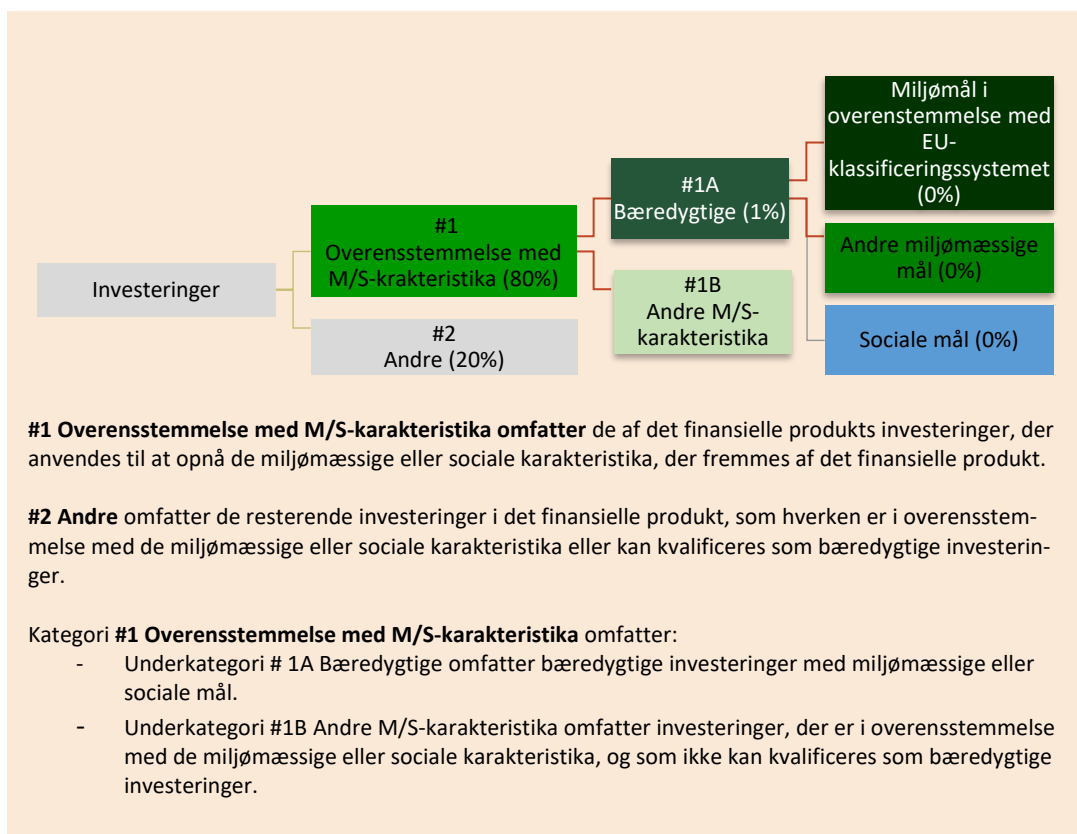 Investeringer
#1
Overensstemmelse med
M/S-krakteristika (80%)
#2
Andre (20%)
#1A
Bæredygtige (1%)
#1B
Andre M/S-
karakteristika
Miljømål i
overenstemmelse med
EU-
klassificeringssystemet
(0%)
Andre miljømæssige
mål (0%)
Sociale mål (0%)
#1 Overensstemmelse med M/S-karakteristika omfatter de af det finansielle produkts investeringer, der
anvendes til at opnå de miljømæssige eller sociale karakteristika, der fremmes af det finansielle produkt.
#2 Andre omfatter de resterende investeringer i det finansielle produkt, som hverken er i overensstem-
melse med de miljømæssige eller sociale karakteristika eller kan kvalificeres som bæredygtige investerin-
ger.
Kategori #1 Overensstemmelse med M/S-karakteristika omfatter:
- Underkategori # 1A Bæredygtige omfatter bæredygtige investeringer med miljømæssige eller
sociale mål.
- Underkategori #1B Andre M/S-karakteristika omfatter investeringer, der er i overensstemmelse
med de miljømæssige eller sociale karakteristika, og som ikke kan kvalificeres som bæredygtige
investeringer.